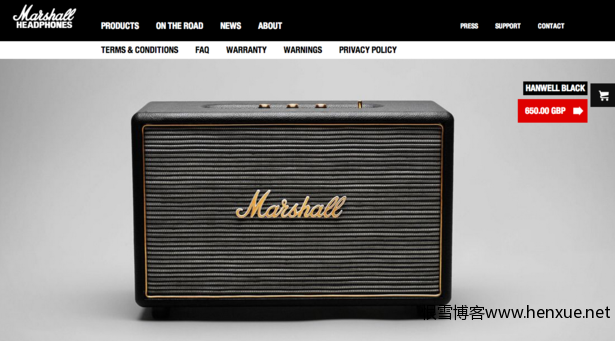 Marshall
HEADPHONES
PRODUCTS ON THE ROAD NEWS ABOUT
PRESS SUPPORT CONTACT
TERMS & CONDITIONS FAQ WARRANTY WARNINGS PRIVACY POLICY
HANWELL BLACK
650.00 GBP
Marshall
雪博客www.henxue.net